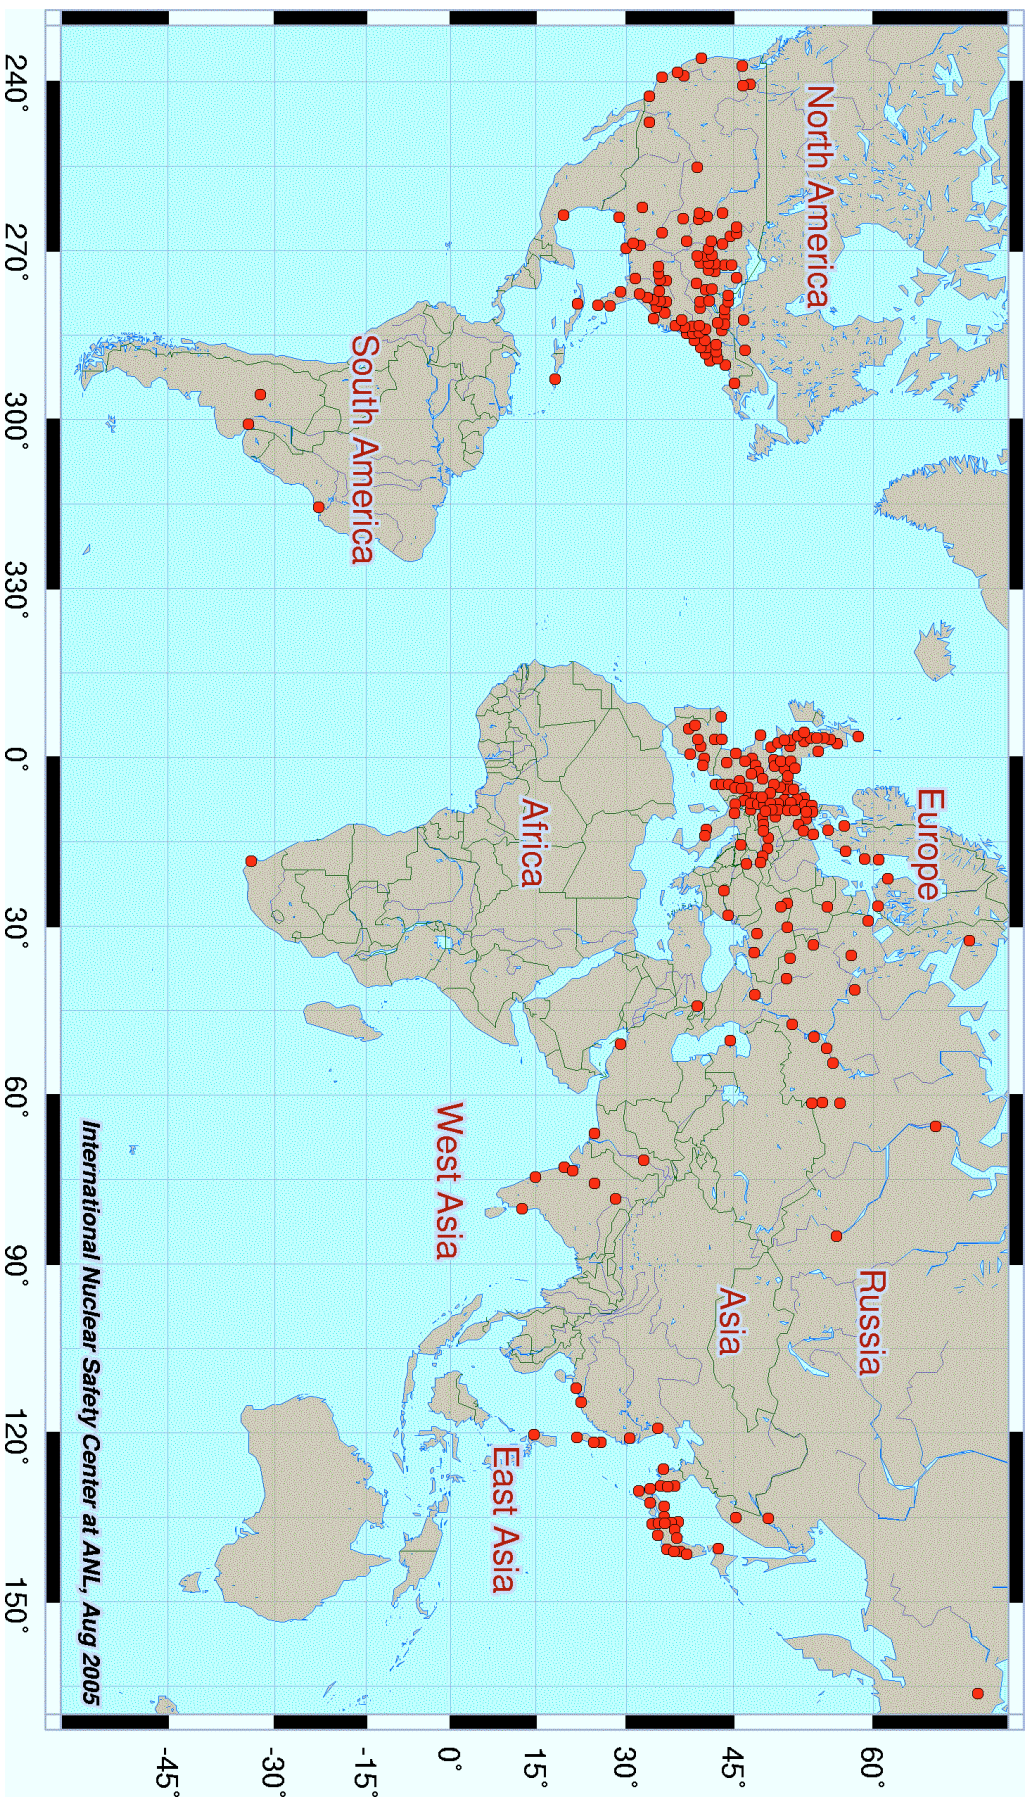 North America
Europe
Russia
Asia
South America
Africa
West Asia
East Asia
International Nuclear Safety Center at ANL, Aug 2005
240°
270°
300°
330°
0°
30°
60°
90°
120°
150°
60°
45°
30°
15°
0°
-15°
-30°
-45°